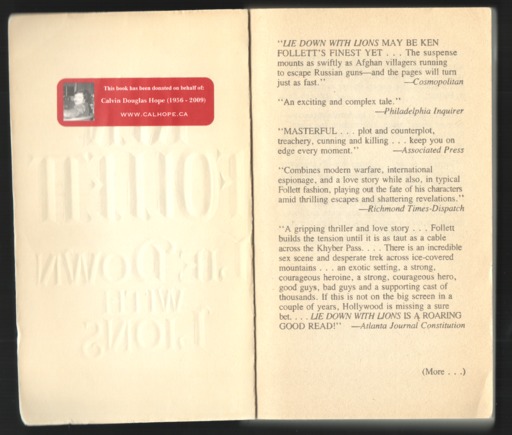 This book has been donated on behalf of:
Calvin Douglas Hope (1956 - 2009)
WWW.CALHOPE.CA
KEN
FOLLETT
LIE DOWN
WITH
LIONS
"LIE DOWN WITH LIONS MAY BE KEN
FOLLETT'S FINEST YET . . . The suspense
mounts as swiftly as Afghan villagers running
to escape Russian guns—and the pages will turn
just as fast." —Cosmopolitan
"An exciting and complex tale."
—Philadelphia Inquirer
"MASTERFUL . . . plot and counterplot,
treachery, cunning and killing . . . keep you on
edge every moment." —Associated Press
"Combines modern warfare, international
espionage, and a love story while also, in typical
Follett fashion, playing out the fate of his characters
amid thrilling escapes and shattering revelations."
—Richmond Times-Dispatch
"A gripping thriller and love story . . . Follett
builds the tension until it is as taut as a cable
across the Khyber Pass. . . . There is an incredible
sex scene and desperate trek across ice-covered
mountains . . . an exotic setting, a strong,
courageous heroine, a strong, courageous hero,
good guys, bad guys and a supporting cast of
thousands. If this is not on the big screen in a
couple of years, Hollywood is missing a sure
bet. . . . LIE DOWN WITH LIONS IS A ROARING
GOOD READ!" —Atlanta Journal Constitution
(More . . .)